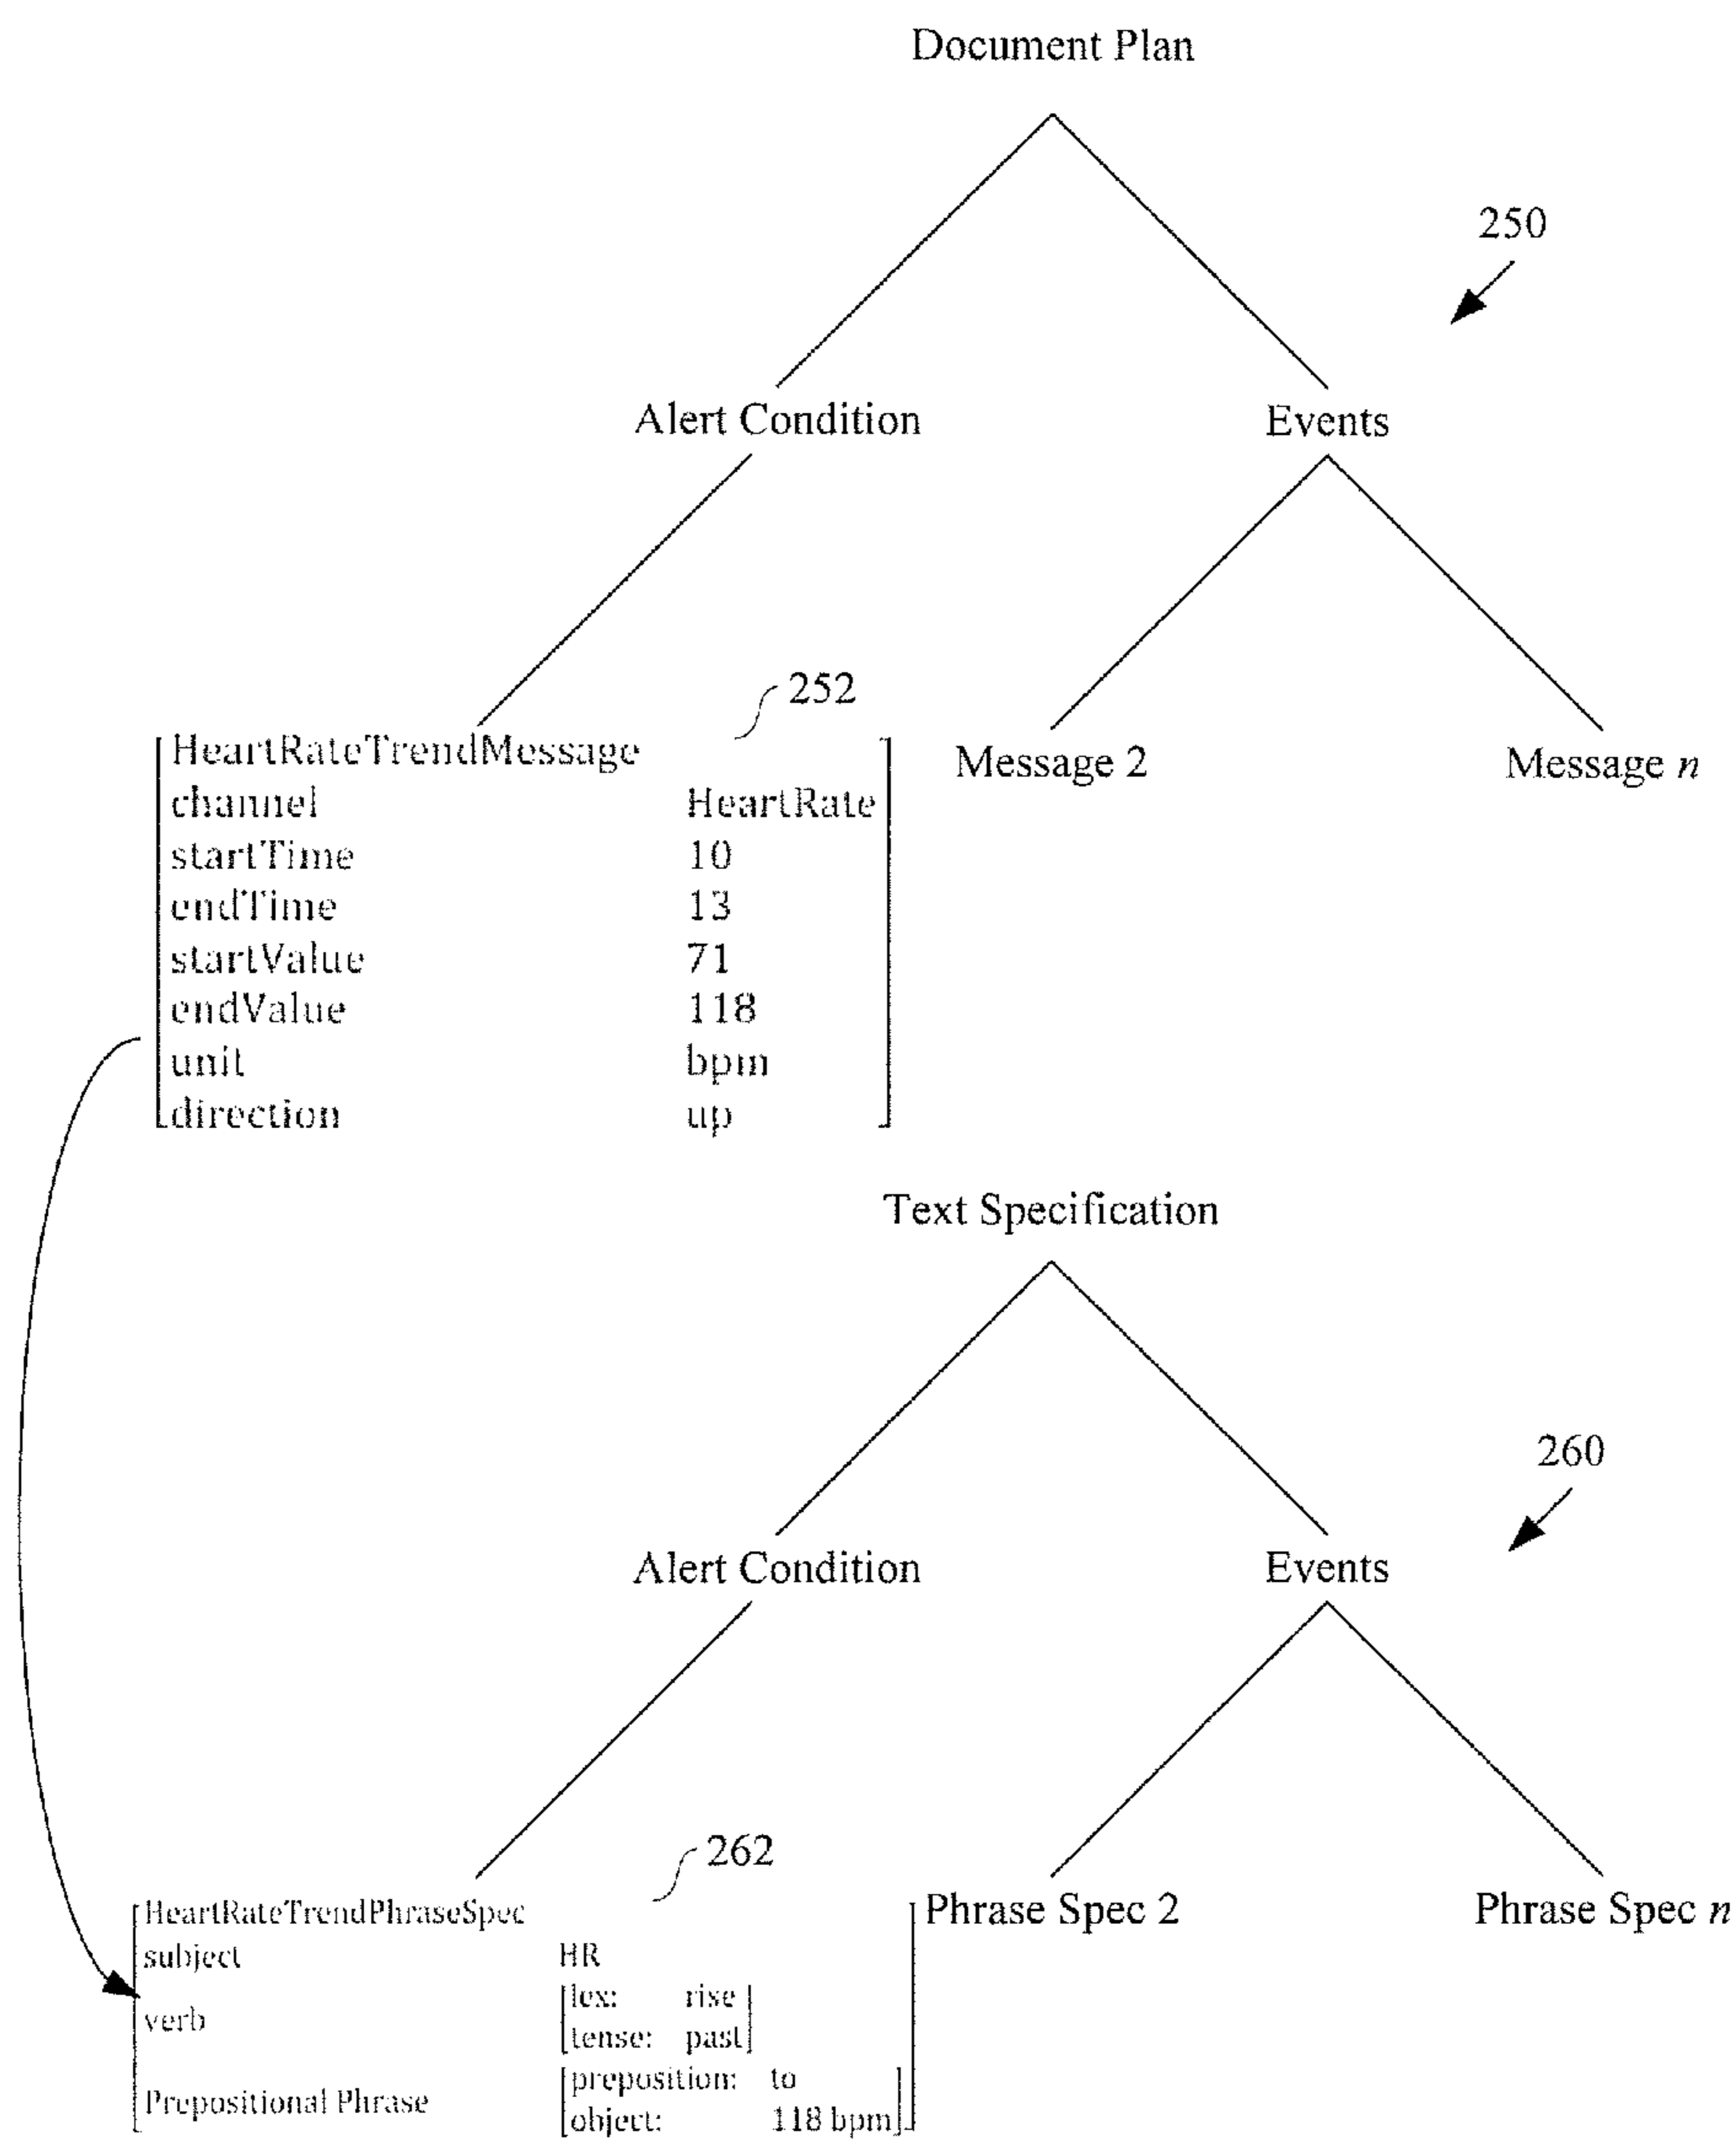 Document Plan
250
Alert Condition Events
252
HeartRateTrendMessage
Message 2 Message n
channel HeartRate
startTime 10
endTime 13
startValue 71
endValue 118
unit bpm
direction up
Text Specification
260
Alert Condition Events
262
HeartRateTrendPhraseSpec
Phrase Spec 2 Phrase Spec n
subject HR
verb
lex: rise
tense: past
Prepositional Phrase
preposition: to
object: 118 bpm